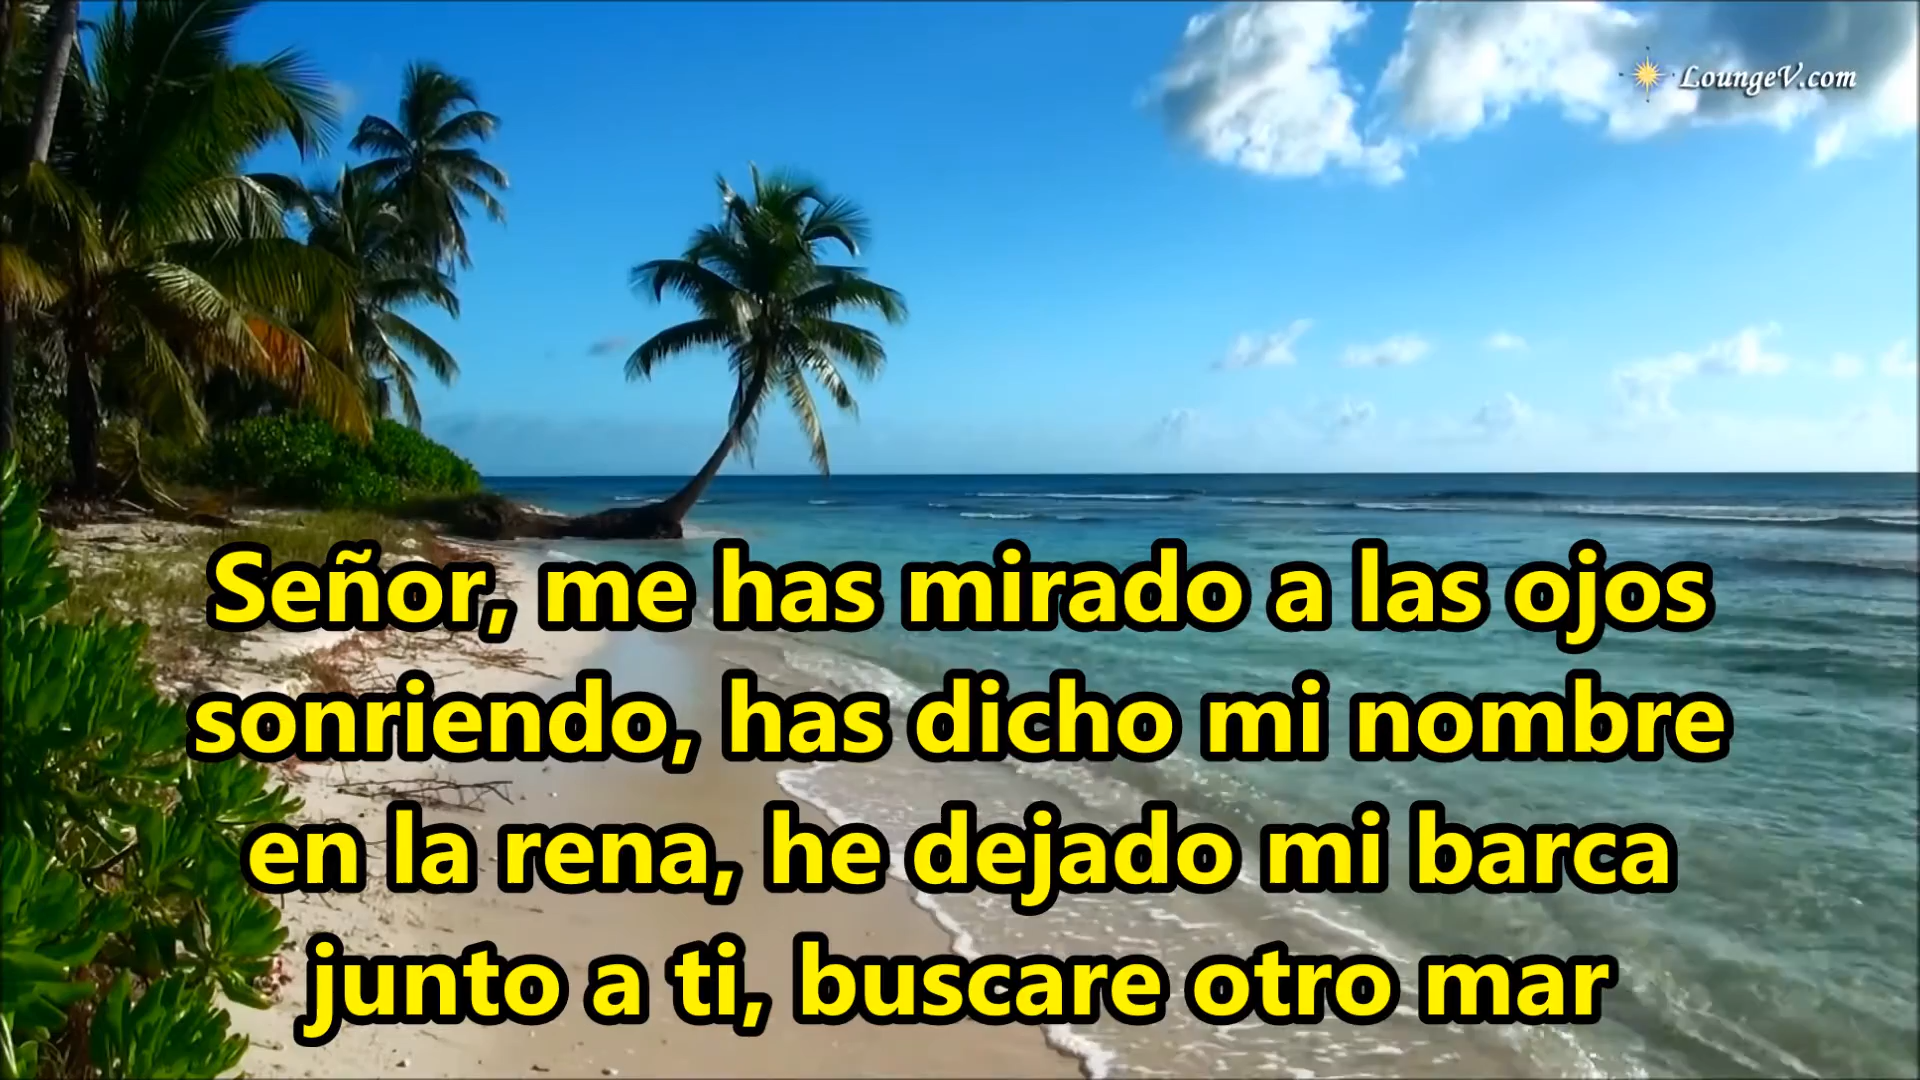 LoungeV.com
Señor, me has mirado a las ojos
sonriendo, has dicho mi nombre
en la rena, he dejado mi barca
junto a ti, buscare otro mar